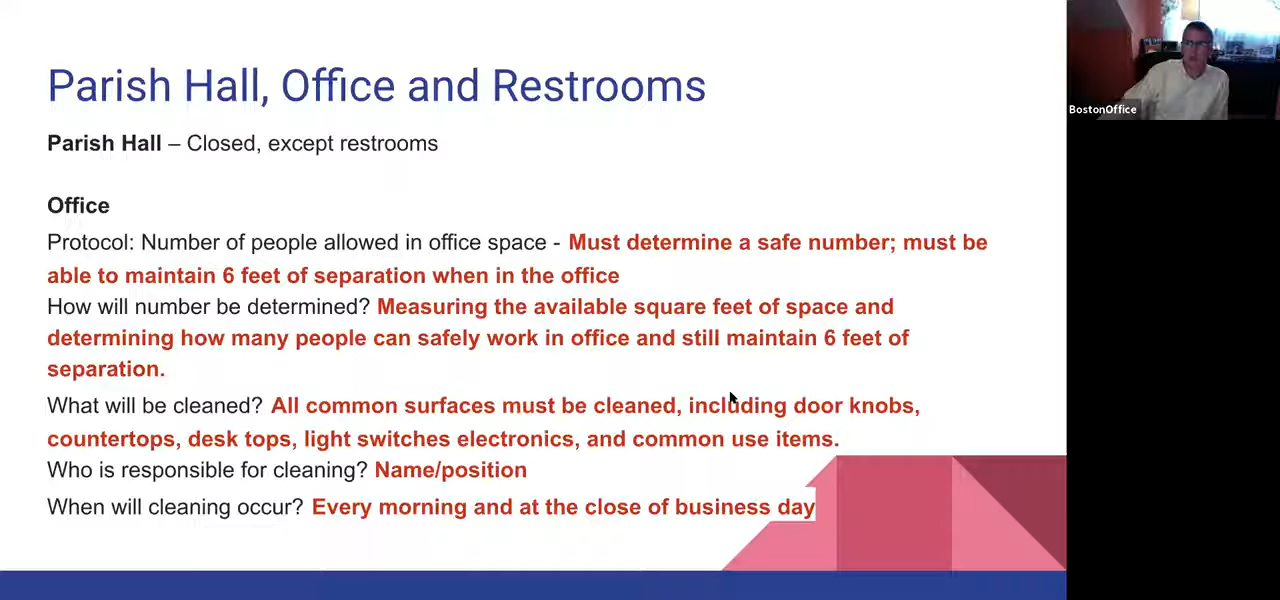 Parish Hall, Office and Restrooms
Parish Hall – Closed, except restrooms
Office
Protocol: Number of people allowed in office space - Must determine a safe number; must be
able to maintain 6 feet of separation when in the office
How will number be determined? Measuring the available square feet of space and
determining how many people can safely work in office and still maintain 6 feet of
separation.
What will be cleaned? All common surfaces must be cleaned, including door knobs,
countertops, desk tops, light switches electronics, and common use items.
Who is responsible for cleaning? Name/position
When will cleaning occur? Every morning and at the close of business day
BostonOffice